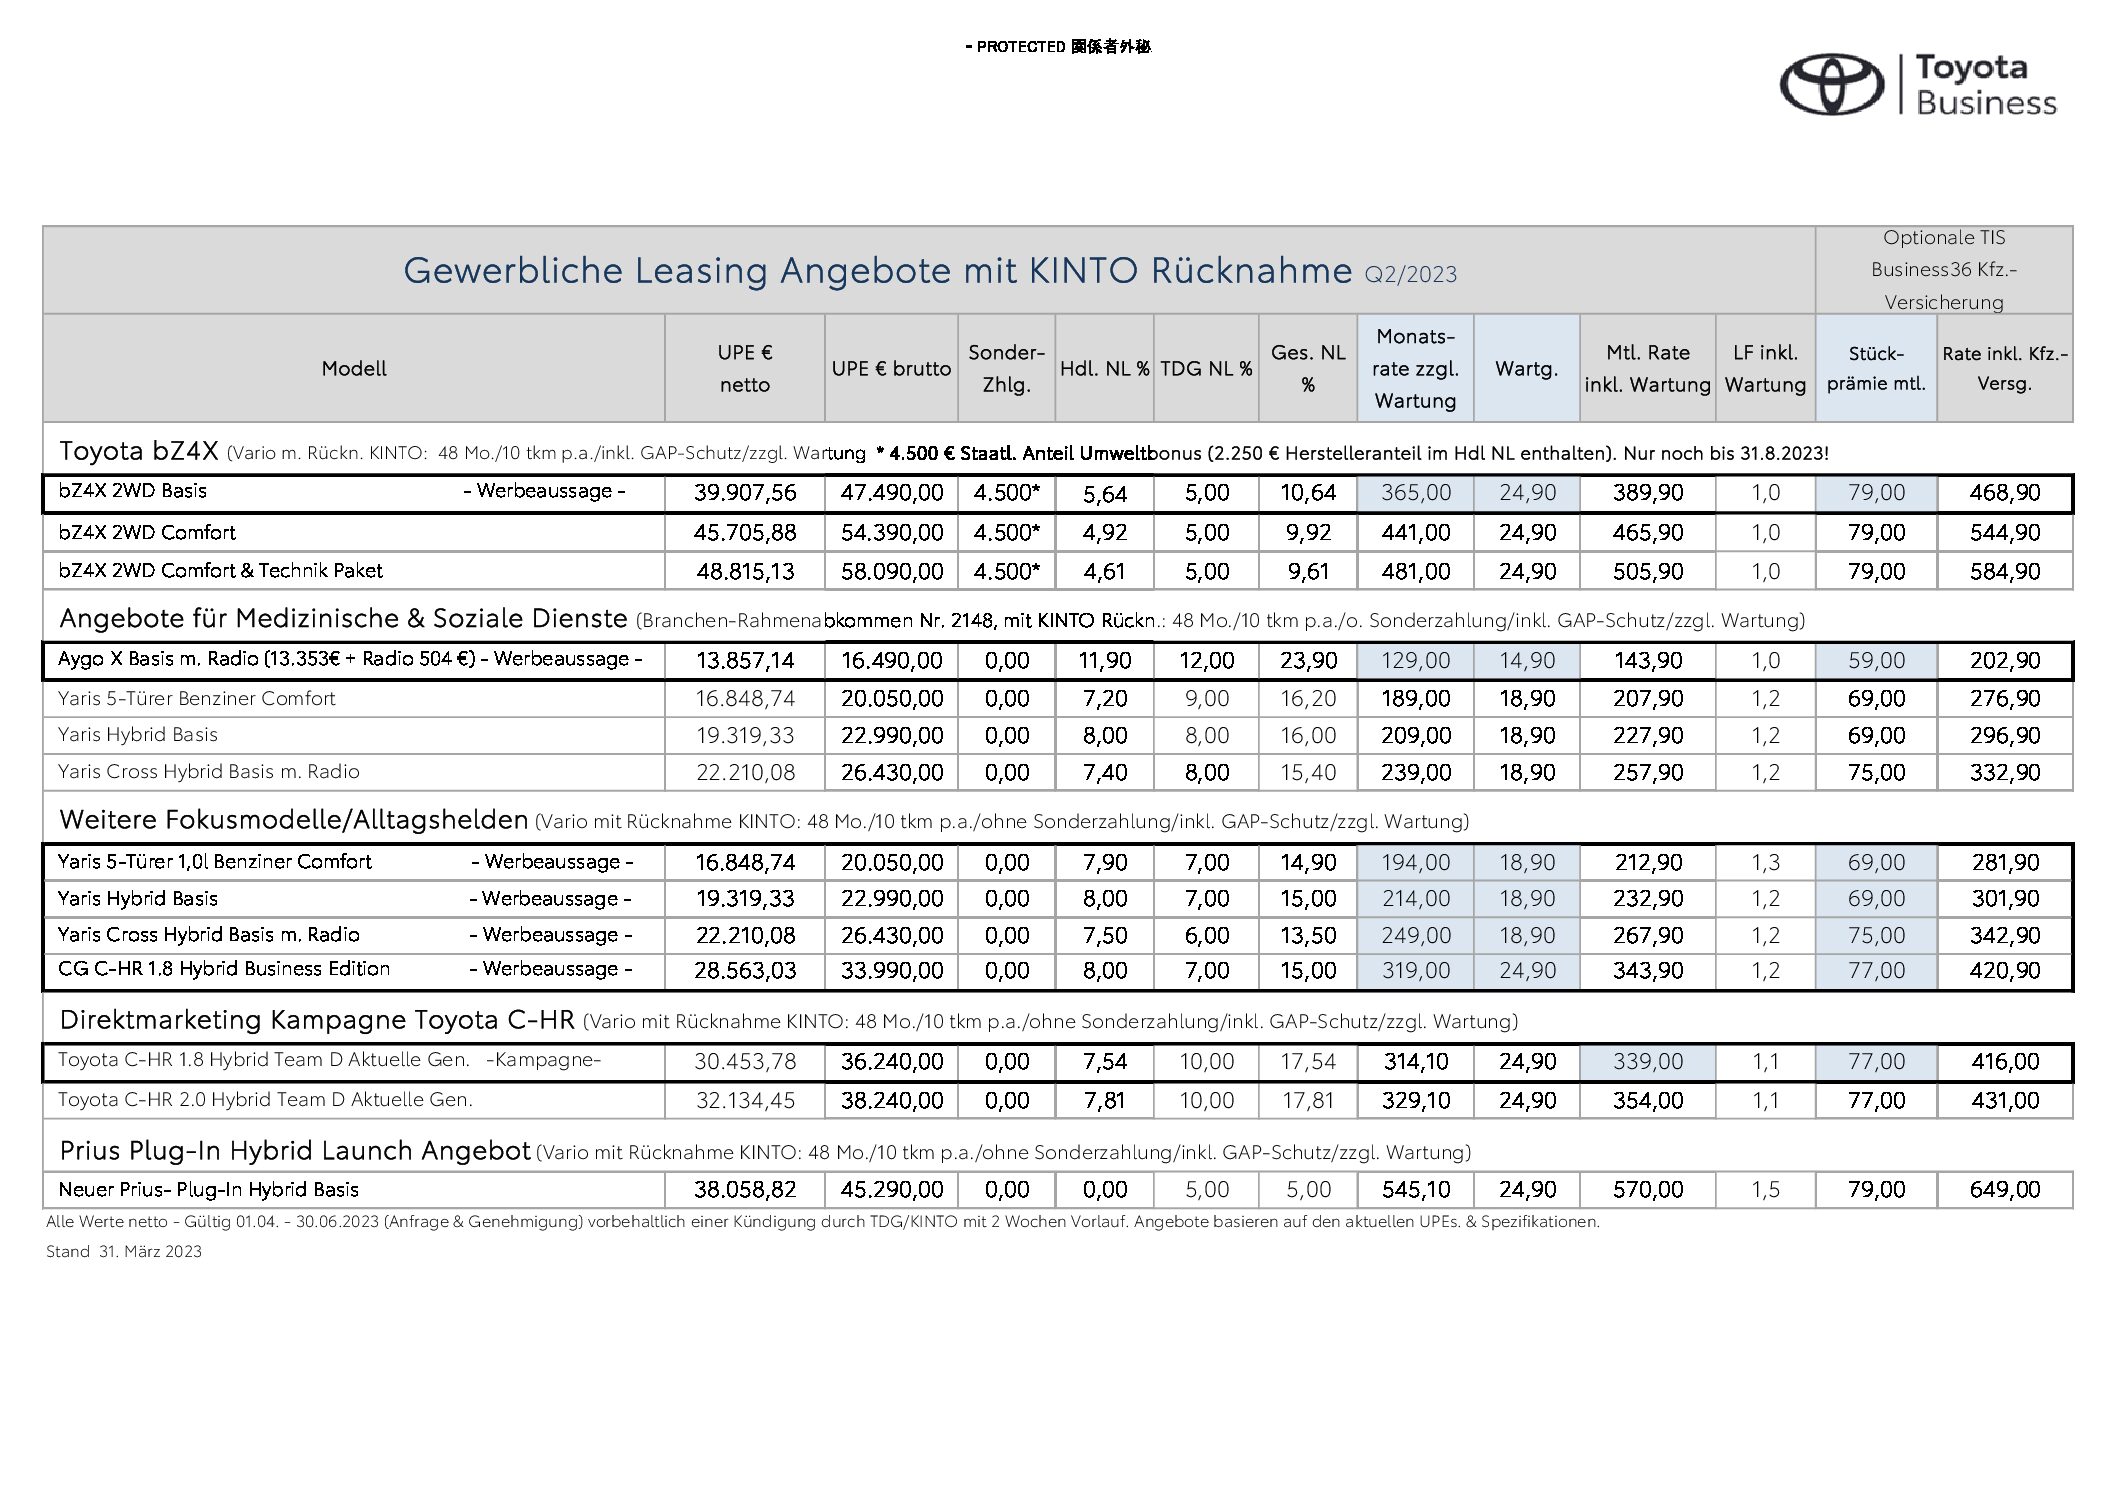 - PROTECTED 関係者外秘
Toyota
Business
Gewerbliche Leasing Angebote mit KINTO Rücknahme Q2/2023
Optionale TIS
Business36 Kfz.-
Versicherung
Modell
UPE €
netto
UPE € brutto
Sonder-
Zhlg.
Hdl. NL %
TDG NL %
Ges. NL
%
Monats-
rate zzgl.
Wartung
Wartg.
Mtl. Rate
inkl. Wartung
LF inkl.
Wartung
Stück-
prämie mtl.
Rate inkl. Kfz.-
Versg.
Toyota bZ4X (Vario m. Rückn. KINTO: 48 Mo./10 tkm p.a./inkl. GAP-Schutz/zzgl. Wartung * 4.500 € Staatl. Anteil Umweltbonus (2.250 € Herstelleranteil im Hdl NL enthalten). Nur noch bis 31.8.2023!
bZ4X 2WD Basis - Werbeaussage - 39.907,56 47.490,00 4.500* 5,64 5,00 10,64 365,00 24,90 389,90 1,0 79,00 468,90
bZ4X 2WD Comfort 45.705,88 54.390,00 4.500* 4,92 5,00 9,92 441,00 24,90 465,90 1,0 79,00 544,90
bZ4X 2WD Comfort & Technik Paket 48.815,13 58.090,00 4.500* 4,61 5,00 9,61 481,00 24,90 505,90 1,0 79,00 584,90
Angebote für Medizinische & Soziale Dienste (Branchen-Rahmenabkommen Nr. 2148, mit KINTO Rückn.: 48 Mo./10 tkm p.a./o. Sonderzahlung/inkl. GAP-Schutz/zzgl. Wartung)
Aygo X Basis m. Radio (13.353€ + Radio 504 €) - Werbeaussage - 13.857,14 16.490,00 0,00 11,90 12,00 23,90 129,00 14,90 143,90 1,0 59,00 202,90
Yaris 5-Türer Benziner Comfort 16.848,74 20.050,00 0,00 7,20 9,00 16,20 189,00 18,90 207,90 1,2 69,00 276,90
Yaris Hybrid Basis 19.319,33 22.990,00 0,00 8,00 8,00 16,00 209,00 18,90 227,90 1,2 69,00 296,90
Yaris Cross Hybrid Basis m. Radio 22.210,08 26.430,00 0,00 7,40 8,00 15,40 239,00 18,90 257,90 1,2 75,00 332,90
Weitere Fokusmodelle/Alltagshelden (Vario mit Rücknahme KINTO: 48 Mo./10 tkm p.a./ohne Sonderzahlung/inkl. GAP-Schutz/zzgl. Wartung)
Yaris 5-Türer 1,0l Benziner Comfort - Werbeaussage - 16.848,74 20.050,00 0,00 7,90 7,00 14,90 194,00 18,90 212,90 1,3 69,00 281,90
Yaris Hybrid Basis - Werbeaussage - 19.319,33 22.990,00 0,00 8,00 7,00 15,00 214,00 18,90 232,90 1,2 69,00 301,90
Yaris Cross Hybrid Basis m. Radio - Werbeaussage - 22.210,08 26.430,00 0,00 7,50 6,00 13,50 249,00 18,90 267,90 1,2 75,00 342,90
CG C-HR 1.8 Hybrid Business Edition - Werbeaussage - 28.563,03 33.990,00 0,00 8,00 7,00 15,00 319,00 24,90 343,90 1,2 77,00 420,90
Direktmarketing Kampagne Toyota C-HR (Vario mit Rücknahme KINTO: 48 Mo./10 tkm p.a./ohne Sonderzahlung/inkl. GAP-Schutz/zzgl. Wartung)
Toyota C-HR 1.8 Hybrid Team D Aktuelle Gen. -Kampagne- 30.453,78 36.240,00 0,00 7,54 10,00 17,54 314,10 24,90 339,00 1,1 77,00 416,00
Toyota C-HR 2.0 Hybrid Team D Aktuelle Gen. 32.134,45 38.240,00 0,00 7,81 10,00 17,81 329,10 24,90 354,00 1,1 77,00 431,00
Prius Plug-In Hybrid Launch Angebot (Vario mit Rücknahme KINTO: 48 Mo./10 tkm p.a./ohne Sonderzahlung/inkl. GAP-Schutz/zzgl. Wartung)
Neuer Prius- Plug-In Hybrid Basis 38.058,82 45.290,00 0,00 0,00 5,00 5,00 545,10 24,90 570,00 1,5 79,00 649,00
Alle Werte netto - Gültig 01.04. - 30.06.2023 (Anfrage & Genehmigung) vorbehaltlich einer Kündigung durch TDG/KINTO mit 2 Wochen Vorlauf. Angebote basieren auf den aktuellen UPEs. & Spezifikationen.
Stand 31. März 2023